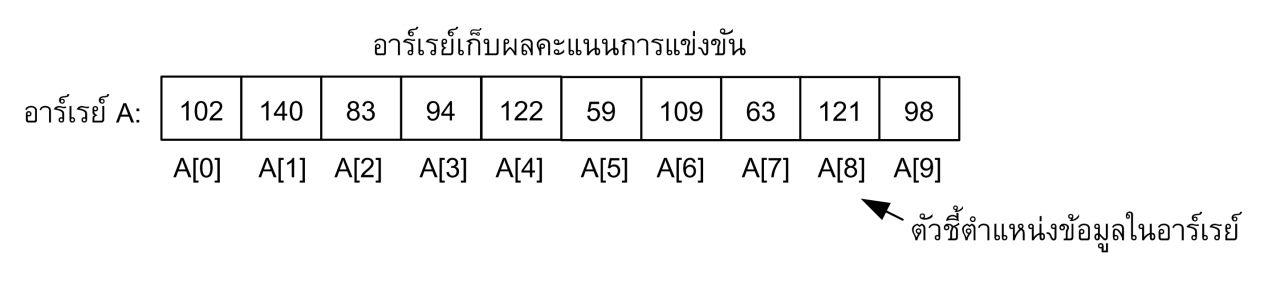 อาร์เรย์เก็บผลคะแนนการแข่งขัน
อาร์เรย์ A: 102 140 83 94 122 59 109 63 121 98
A[0] A[1] A[2] A[3] A[4] A[5] A[6] A[7] A[8] A[9]
ตัวชี้ตำแหน่งข้อมูลในอาร์เรย์